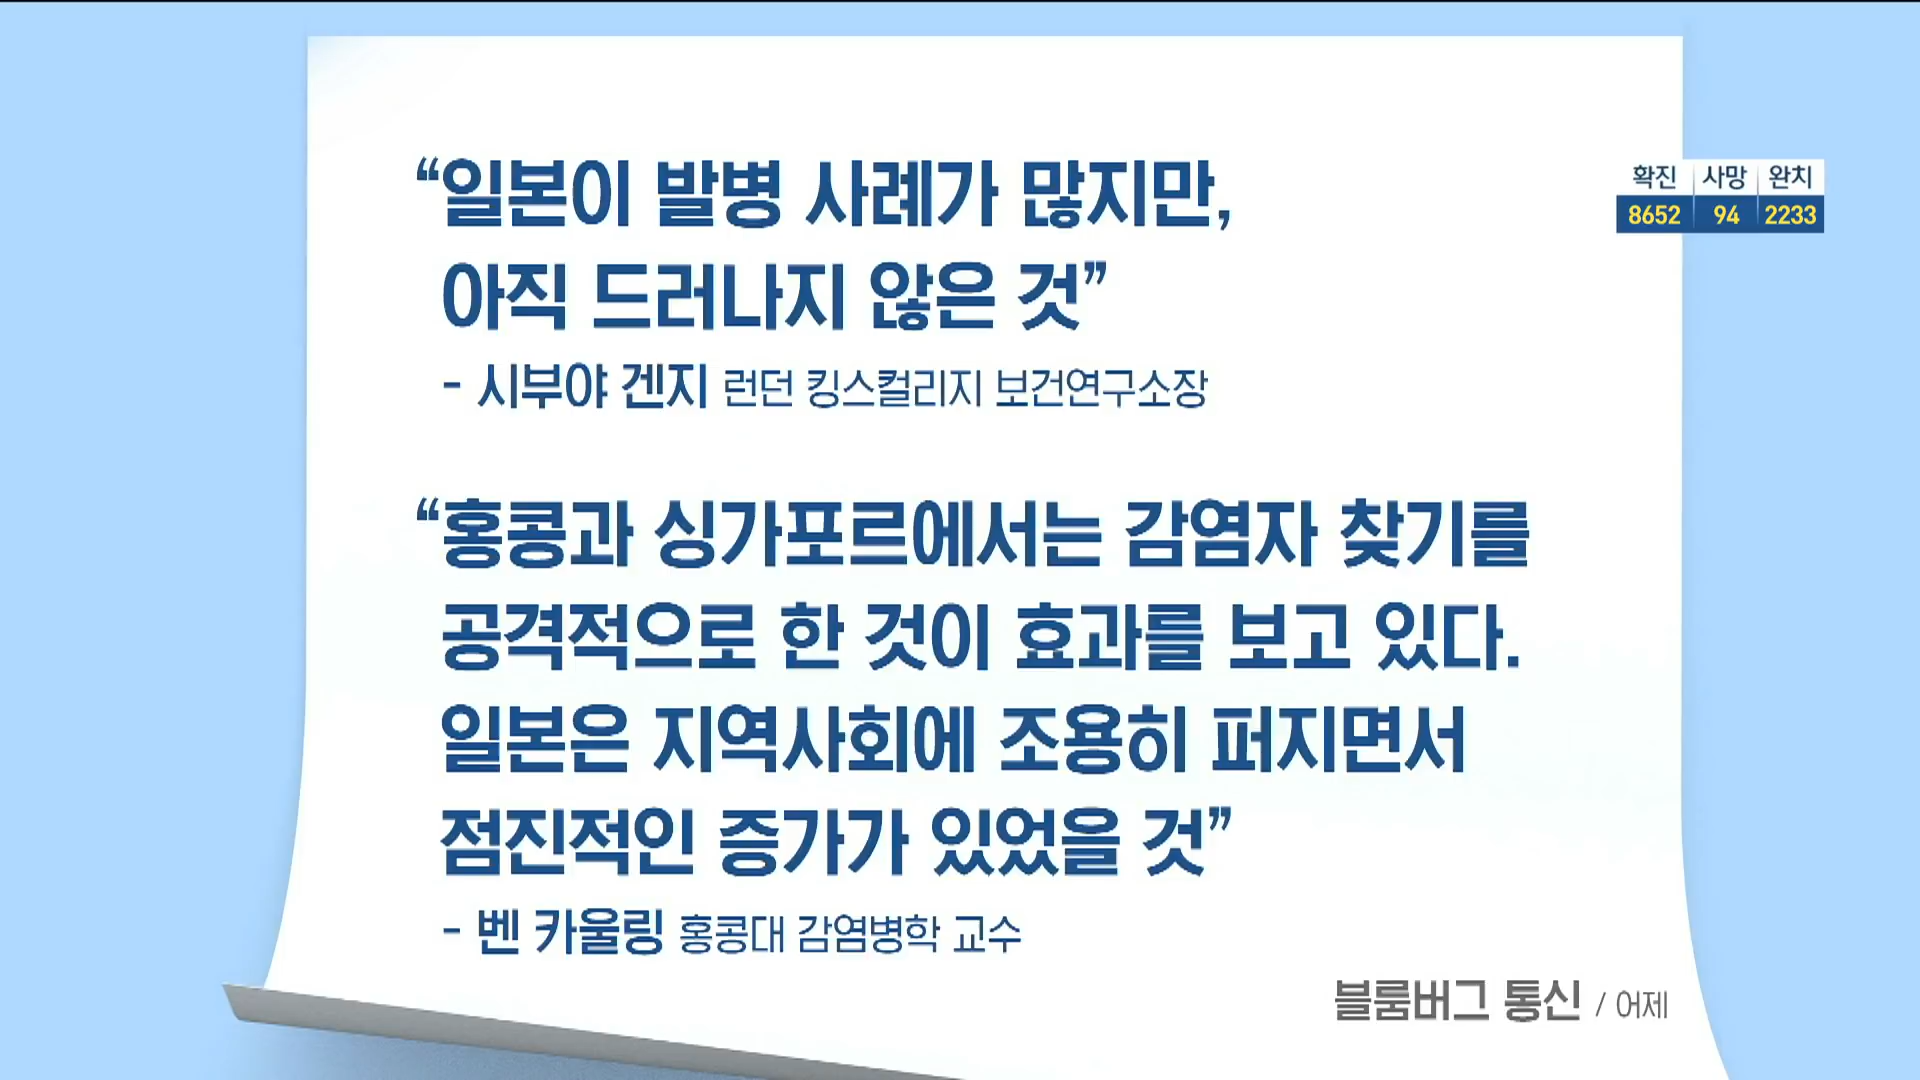 “일본이 발병 사례가 많지만,
아직 드러나지 않은 것”
- 시부야 겐지 런던 킹스컬리지 보건연구소장
확진 사망 완치
8652 94 2233
“홍콩과 싱가포르에서는 감염자 찾기를
공격적으로 한 것이 효과를 보고 있다.
일본은 지역사회에 조용히 퍼지면서
점진적인 증가가 있었을 것”
- 벤 카울링 홍콩대 감염병학 교수
블룸버그 통신 / 어제